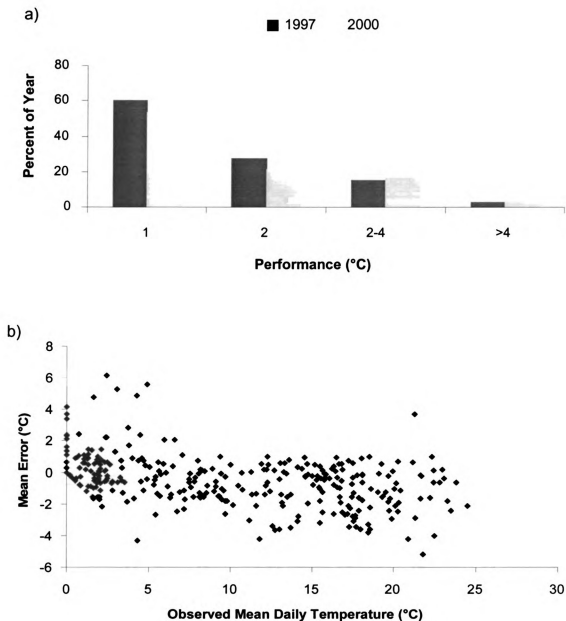 a)
1997 2000
Percent of Year
80
60
40
20
0
1 2 2-4 >4
Performance (°C)
b)
Mean Error (°C)
8
6
4
2
0
-2
-4
-6
0 5 10 15 20 25 30
Observed Mean Daily Temperature (°C)